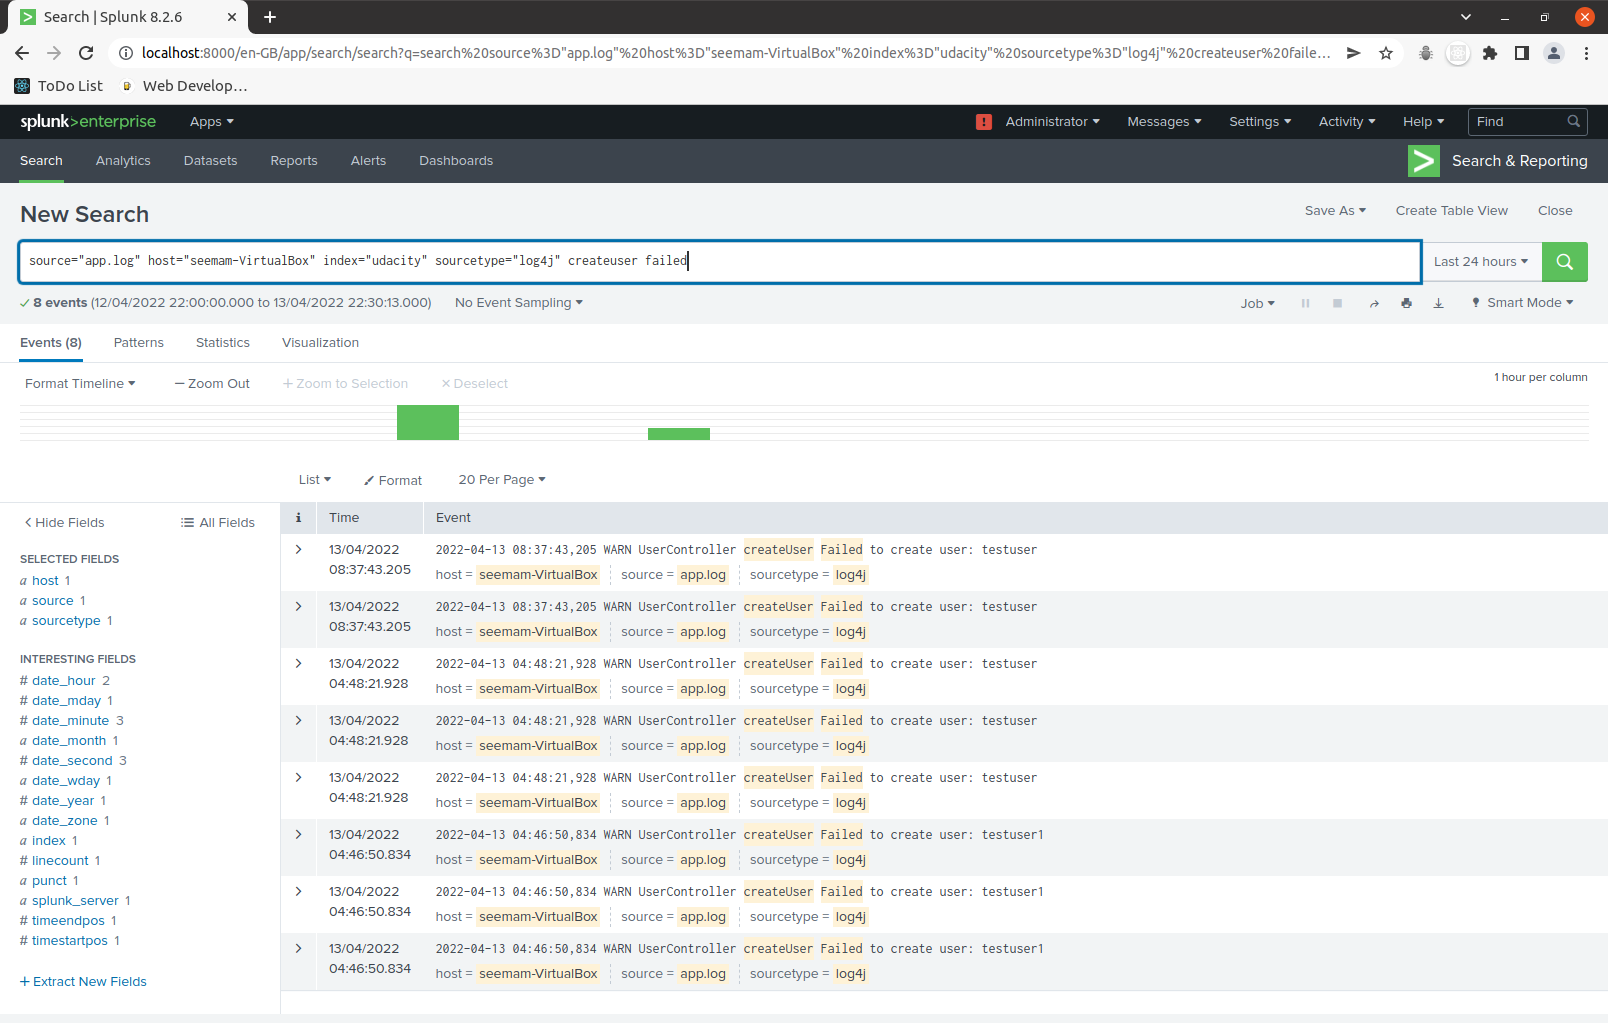 Search | Splunk 8.2.6
localhost:8000/en-GB/app/search/search?q=search%20source%3D"app.log"%20host%3D"seemam-VirtualBox"%20index%3D"udacity"%20sourcetype%3D"log4j"%20createuser%20faile...
ToDo List Web Develop...
splunk>enterprise Apps ! Administrator Messages Settings Activity Help Find
Search Analytics Datasets Reports Alerts Dashboards > Search & Reporting
New Search Save As Create Table View Close
source="app.log" host="seemam-VirtualBox" index="udacity" sourcetype="log4j" createuser failed Last 24 hours
✓ 8 events (12/04/2022 22:00:00.000 to 13/04/2022 22:30:13.000) No Event Sampling Job Smart Mode
Events (8) Patterns Statistics Visualization
Format Timeline — Zoom Out + Zoom to Selection × Deselect 1 hour per column
List Format 20 Per Page
< Hide Fields All Fields
SELECTED FIELDS
a host 1
a source 1
a sourcetype 1
INTERESTING FIELDS
# date_hour 2
# date_mday 1
# date_minute 3
a date_month 1
# date_second 3
a date_wday 1
# date_year 1
a date_zone 1
a index 1
# linecount 1
a punct 1
a splunk_server 1
# timeendpos 1
# timestartpos 1
+ Extract New Fields
i Time Event
> 13/04/2022 2022-04-13 08:37:43,205 WARN UserController createUser Failed to create user: testuser
08:37:43.205 host = seemam-VirtualBox source = app.log sourcetype = log4j
> 13/04/2022 2022-04-13 08:37:43,205 WARN UserController createUser Failed to create user: testuser
08:37:43.205 host = seemam-VirtualBox source = app.log sourcetype = log4j
> 13/04/2022 2022-04-13 04:48:21,928 WARN UserController createUser Failed to create user: testuser
04:48:21.928 host = seemam-VirtualBox source = app.log sourcetype = log4j
> 13/04/2022 2022-04-13 04:48:21,928 WARN UserController createUser Failed to create user: testuser
04:48:21.928 host = seemam-VirtualBox source = app.log sourcetype = log4j
> 13/04/2022 2022-04-13 04:48:21,928 WARN UserController createUser Failed to create user: testuser
04:48:21.928 host = seemam-VirtualBox source = app.log sourcetype = log4j
> 13/04/2022 2022-04-13 04:46:50,834 WARN UserController createUser Failed to create user: testuser1
04:46:50.834 host = seemam-VirtualBox source = app.log sourcetype = log4j
> 13/04/2022 2022-04-13 04:46:50,834 WARN UserController createUser Failed to create user: testuser1
04:46:50.834 host = seemam-VirtualBox source = app.log sourcetype = log4j
> 13/04/2022 2022-04-13 04:46:50,834 WARN UserController createUser Failed to create user: testuser1
04:46:50.834 host = seemam-VirtualBox source = app.log sourcetype = log4j